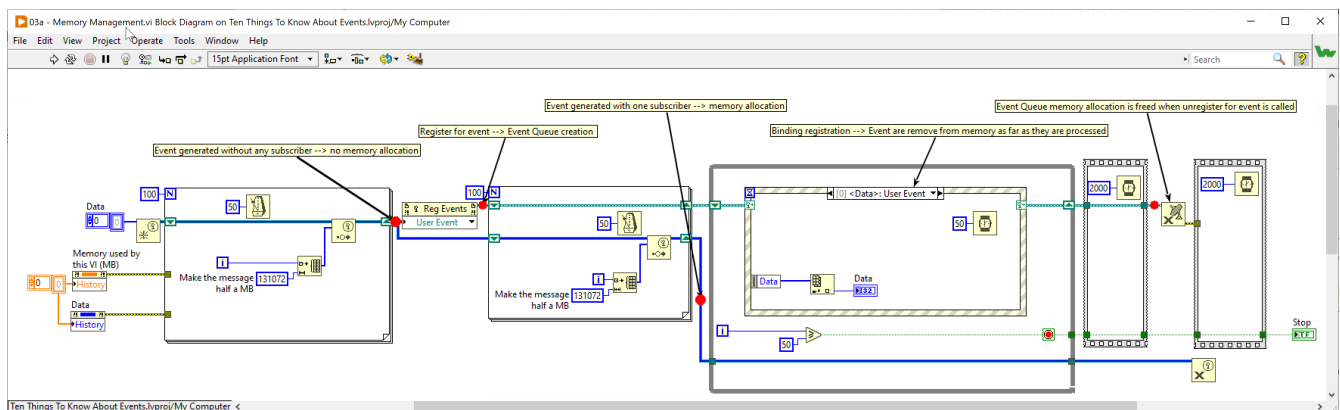 03a - Memory Management.vi Block Diagram on Ten Things To Know About Events.lvproj/My Computer
File Edit View Project Operate Tools Window Help
15pt Application Font
Search
Event generated with one subscriber --> memory allocation
Event Queue memory allocation is freed when unregister for event is called
Register for event --> Event Queue creation
Binding registration --> Event are remove from memory as far as they are processed
Event generated without any subscriber --> no memory allocation
100 N
100 N
[0] <Data>: User Event
2000
2000
Data
0 0
50
Reg Events
User Event
50
50
Memory used by
this VI (MB)
History
0 0
i
Make the message
half a MB
131072
i
Make the message
half a MB
131072
Data
Data
I32
Data
History
i
50
Stop
TF
Ten Things To Know About Events.lvproj/My Computer